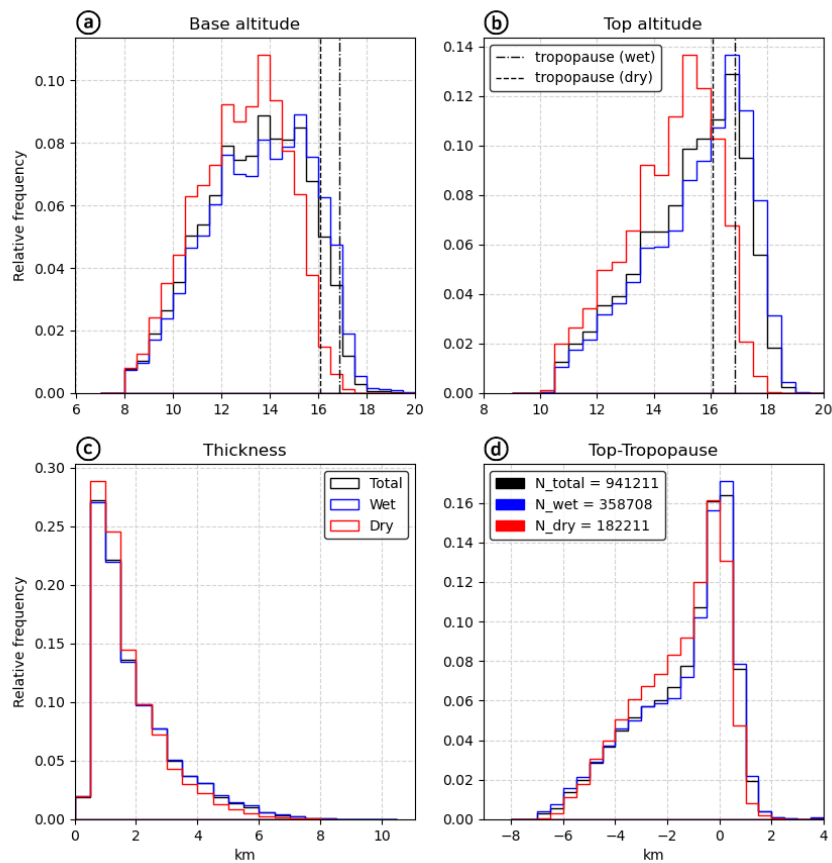 a Base altitude
Relative frequency
0.10
0.08
0.06
0.04
0.02
0.00
6 8 10 12 14 16 18 20
b Top altitude
tropopause (wet)
tropopause (dry)
0.14
0.12
0.10
0.08
0.06
0.04
0.02
0.00
8 10 12 14 16 18 20
c Thickness
Total
Wet
Dry
Relative frequency
0.30
0.25
0.20
0.15
0.10
0.05
0.00
0 2 4 6 8 10
km
d Top-Tropopause
N_total = 941211
N_wet = 358708
N_dry = 182211
0.16
0.14
0.12
0.10
0.08
0.06
0.04
0.02
0.00
−8 −6 −4 −2 0 2 4
km